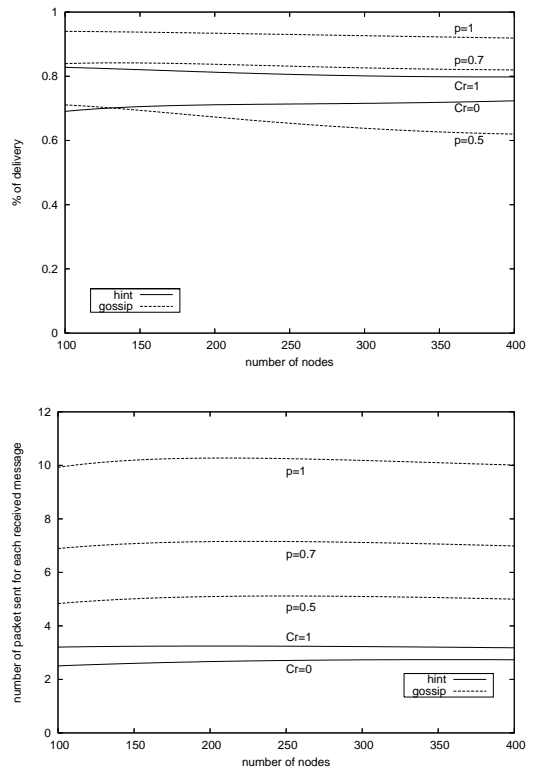 1
0.8
0.6
0.4
0.2
0
% of delivery
p=1
p=0.7
Cr=1
Cr=0
p=0.5
hint
gossip
100 150 200 250 300 350 400
number of nodes
12
10
8
6
4
2
0
number of packet sent for each received message
p=1
p=0.7
p=0.5
Cr=1
Cr=0
hint
gossip
100 150 200 250 300 350 400
number of nodes